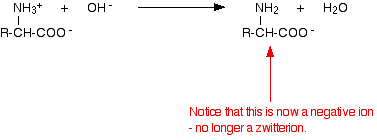 NH₃⁺ + OH⁻ NH₂ + H₂O
R-CH-COO⁻ R-CH-COO⁻
Notice that this is now a negative ion
- no longer a zwitterion.